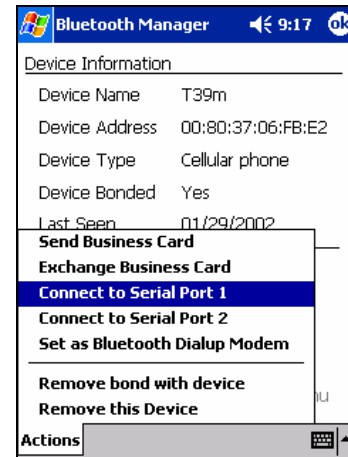 Bluetooth Manager 9:17 ok
Device Information
Device Name T39m
Device Address 00:80:37:06:FB:E2
Device Type Cellular phone
Device Bonded Yes
Last Seen 01/29/2002
Send Business Card
Exchange Business Card
Connect to Serial Port 1
Connect to Serial Port 2
Set as Bluetooth Dialup Modem
Remove bond with device
Remove this Device
Actions